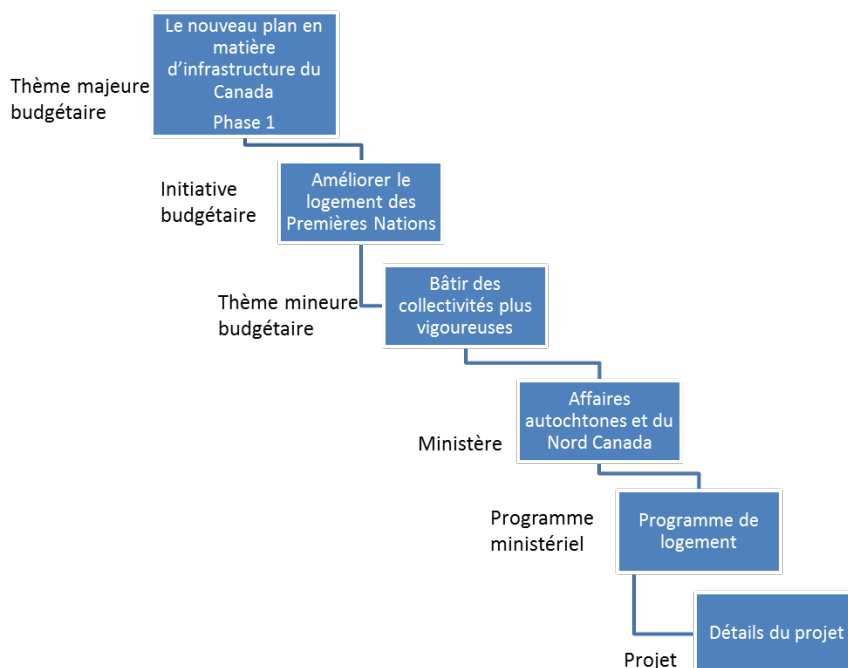 Le nouveau plan en
matière
d'infrastructure du
Canada
Phase 1
Thème majeure
budgétaire
Améliorer le
logement des
Premières Nations
Initiative
budgétaire
Bâtir des
collectivités plus
vigoureuses
Thème mineure
budgétaire
Affaires
autochtones et du
Nord Canada
Ministère
Programme de
logement
Programme
ministériel
Détails du projet
Projet